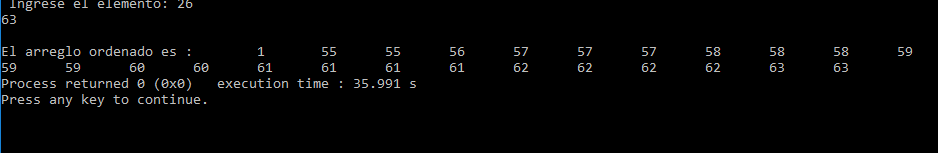 Ingrese el elemento: 26
63
El arreglo ordenado es : 1 55 55 56 57 57 57 58 58 58 59
59 59 60 60 61 61 61 61 62 62 62 62 63 63
Process returned 0 (0x0) execution time : 35.991 s
Press any key to continue.